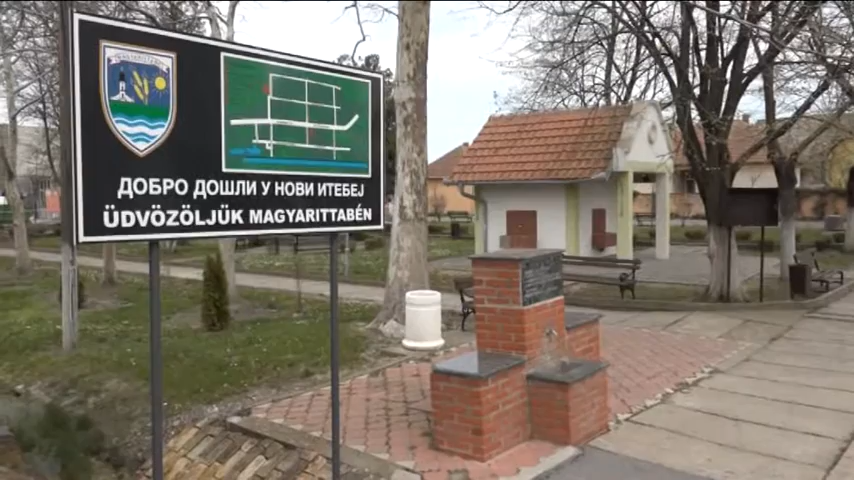 ДОБРО ДОШЛИ У НОВИ ИТЕБЕЈ
ÜDVÖZÖLJÜK MAGYARITTABÉN